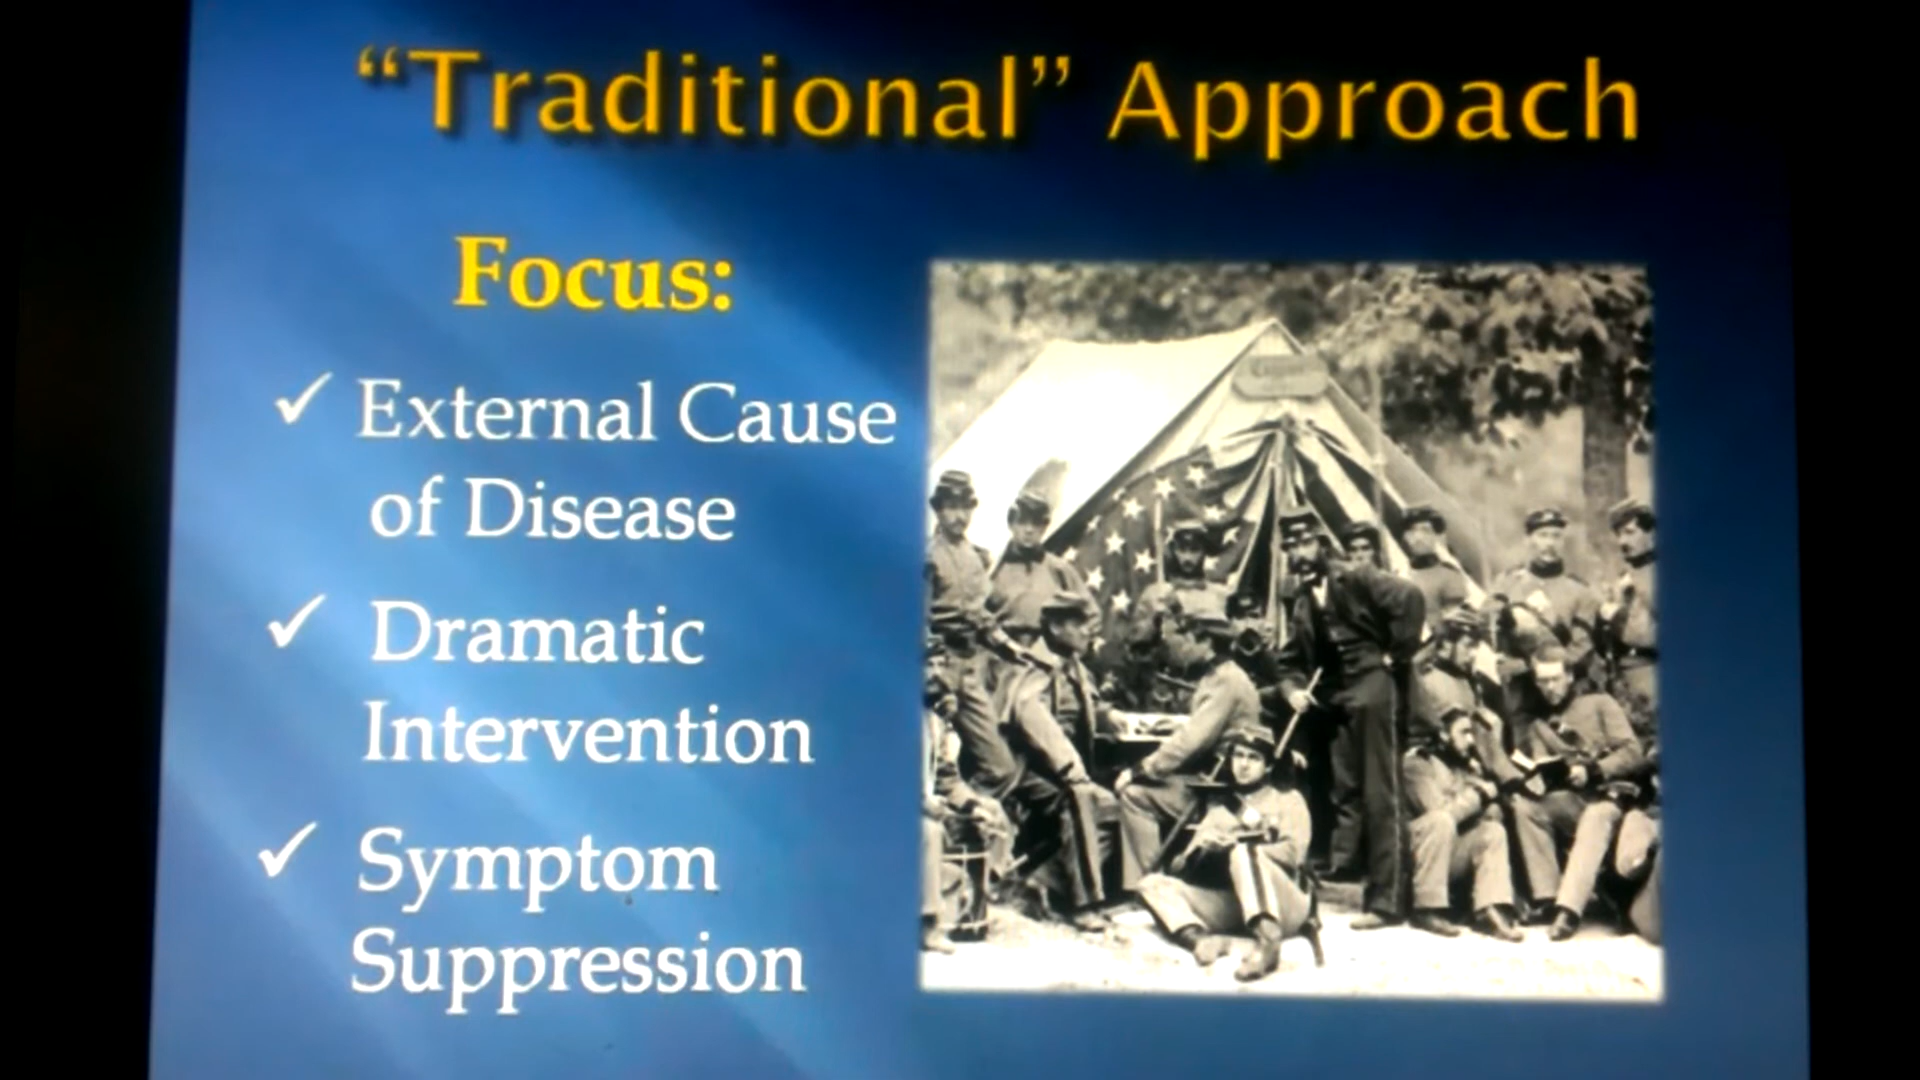 “Traditional” Approach
Focus:
✓ External Cause
of Disease
✓ Dramatic
Intervention
✓ Symptom
Suppression